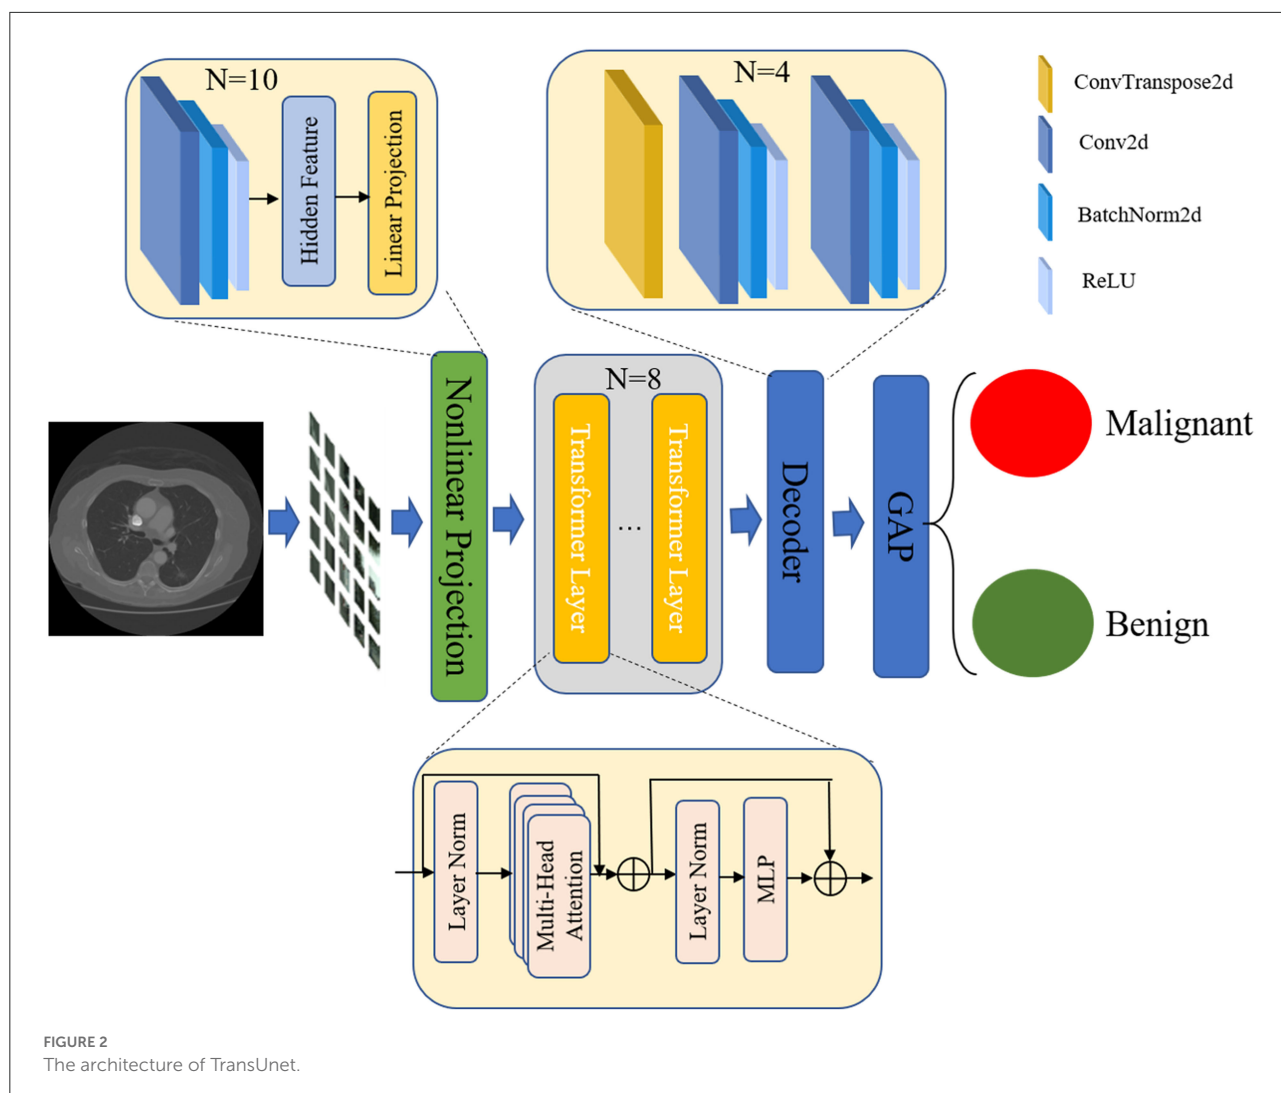 N=10
Hidden Feature
Linear Projection
N=4
ConvTranspose2d
Conv2d
BatchNorm2d
ReLU
Nonlinear Projection
N=8
Transformer Layer
...
Transformer Layer
Decoder
GAP
Malignant
Benign
Layer Norm
Multi-Head
Attention
Layer Norm
MLP
FIGURE 2
The architecture of TransUnet.